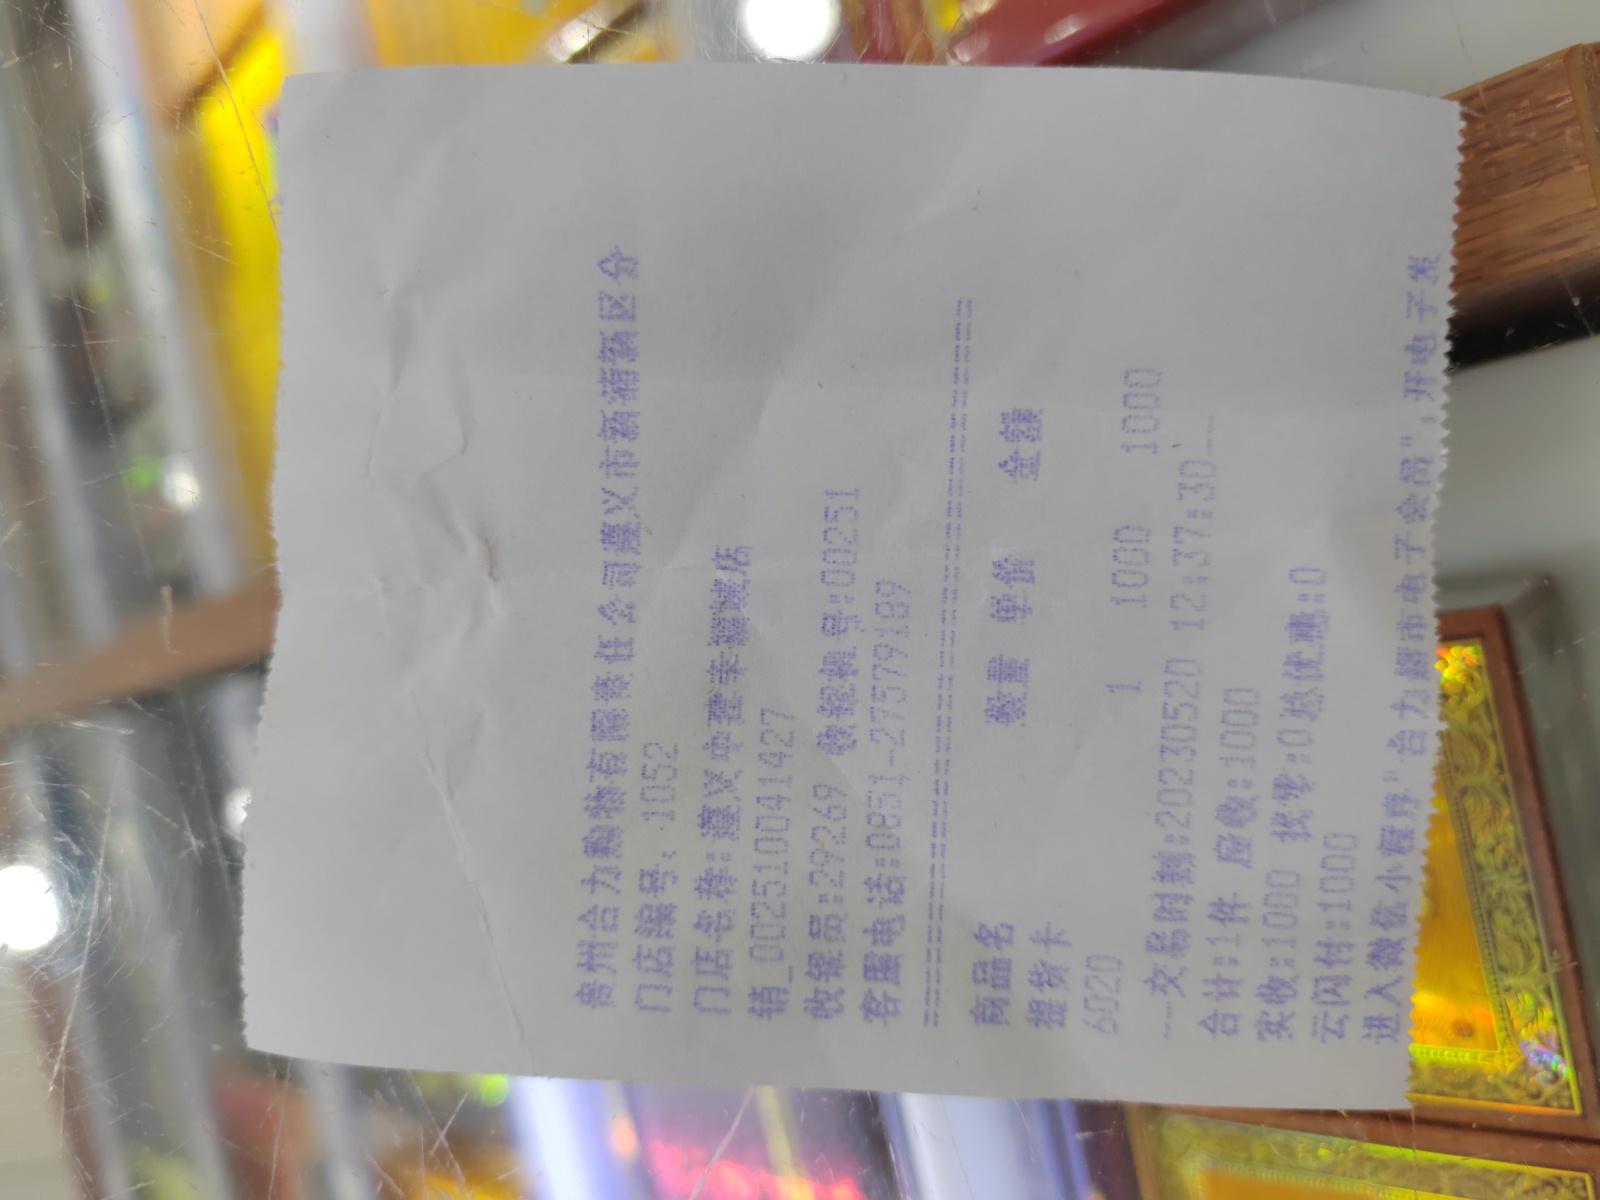 贵州合力购物有限责任公司遵义市新蒲新区分
门店编号: 1052
门店名称:遵义中建幸福城店
销_002510041427
收银员:29269 收银机号:00251
客服电话:0851-27579189
================================
商品名 数量 单价 金额
提货卡
6020 1 1000 1000
---交易时刻:20230520 12:37:30---
合计:1件 应收:1000
实收:1000 找零:0总优惠:0
云闪付:1000
进入微信小程序"合力超市电子会员",开电子发